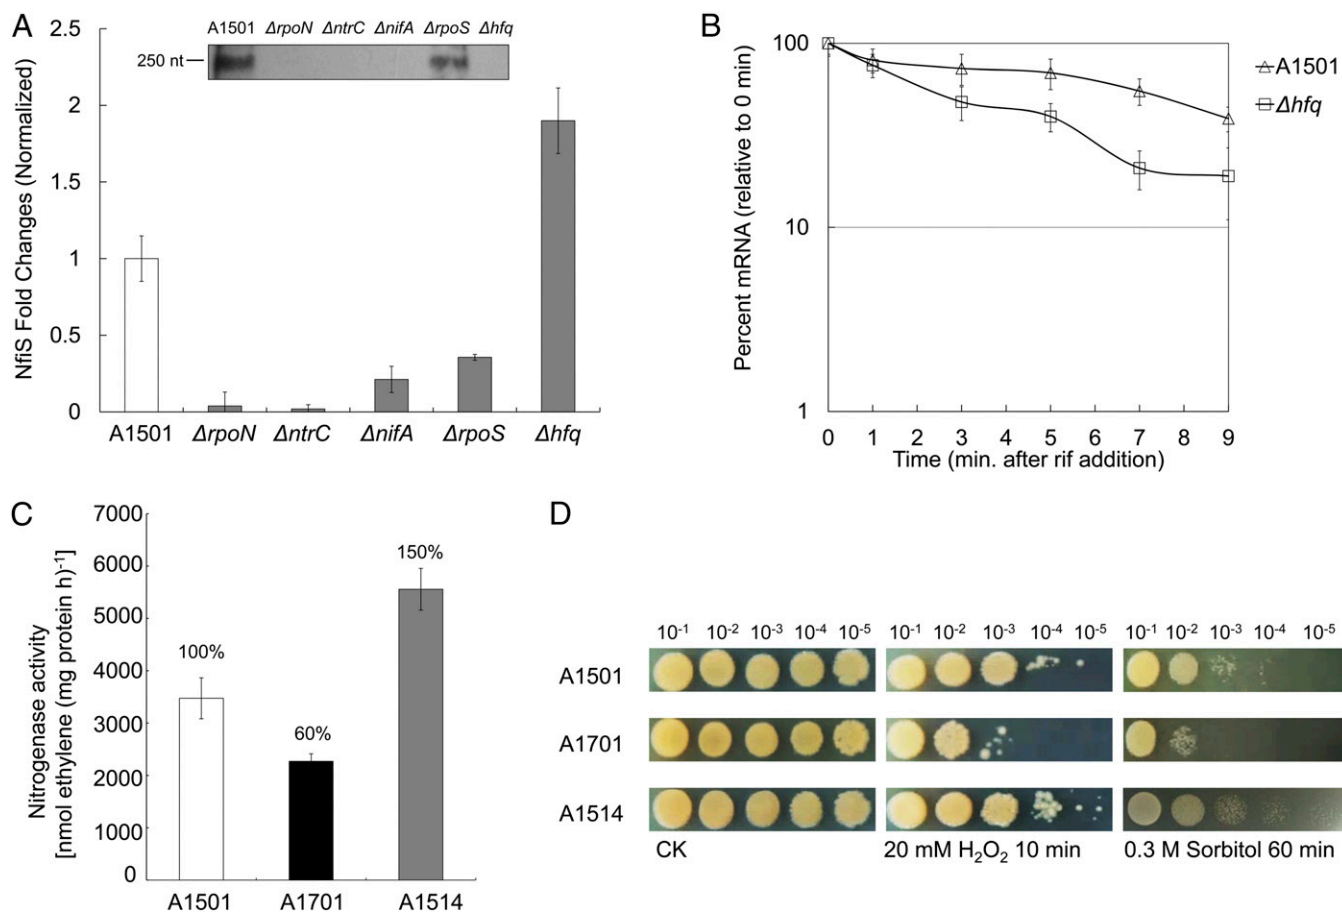 A
NfiS Fold Changes (Normalized)
2.5
2
1.5
1
0.5
0
A1501 ΔrpoN ΔntrC ΔnifA ΔrpoS Δhfq
250 nt
A1501 ΔrpoN ΔntrC ΔnifA ΔrpoS Δhfq
B
Percent mRNA (relative to 0 min)
100
10
1
0 1 2 3 4 5 6 7 8 9
Time (min. after rif addition)
A1501
Δhfq
C
Nitrogenase activity
[nmol ethylene (mg protein h)⁻¹]
7000
6000
5000
4000
3000
2000
1000
0
100%
60%
150%
A1501 A1701 A1514
D
10⁻¹ 10⁻² 10⁻³ 10⁻⁴ 10⁻⁵ 10⁻¹ 10⁻² 10⁻³ 10⁻⁴ 10⁻⁵ 10⁻¹ 10⁻² 10⁻³ 10⁻⁴ 10⁻⁵
A1501
A1701
A1514
CK 20 mM H₂O₂ 10 min 0.3 M Sorbitol 60 min